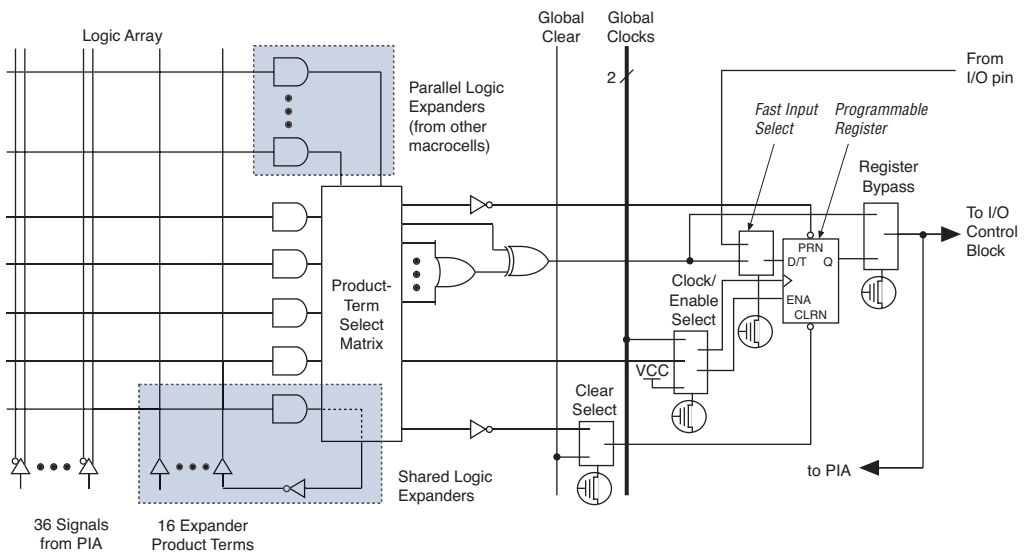 Logic Array
Global
Clear
Global
Clocks
2
From
I/O pin
Parallel Logic
Expanders
(from other
macrocells)
Fast Input
Select
Programmable
Register
Register
Bypass
To I/O
Control
Block
PRN
D/T
Q
ENA
CLRN
Product-
Term
Select
Matrix
Clock/
Enable
Select
VCC
Clear
Select
to PIA
Shared Logic
Expanders
36 Signals
from PIA
16 Expander
Product Terms